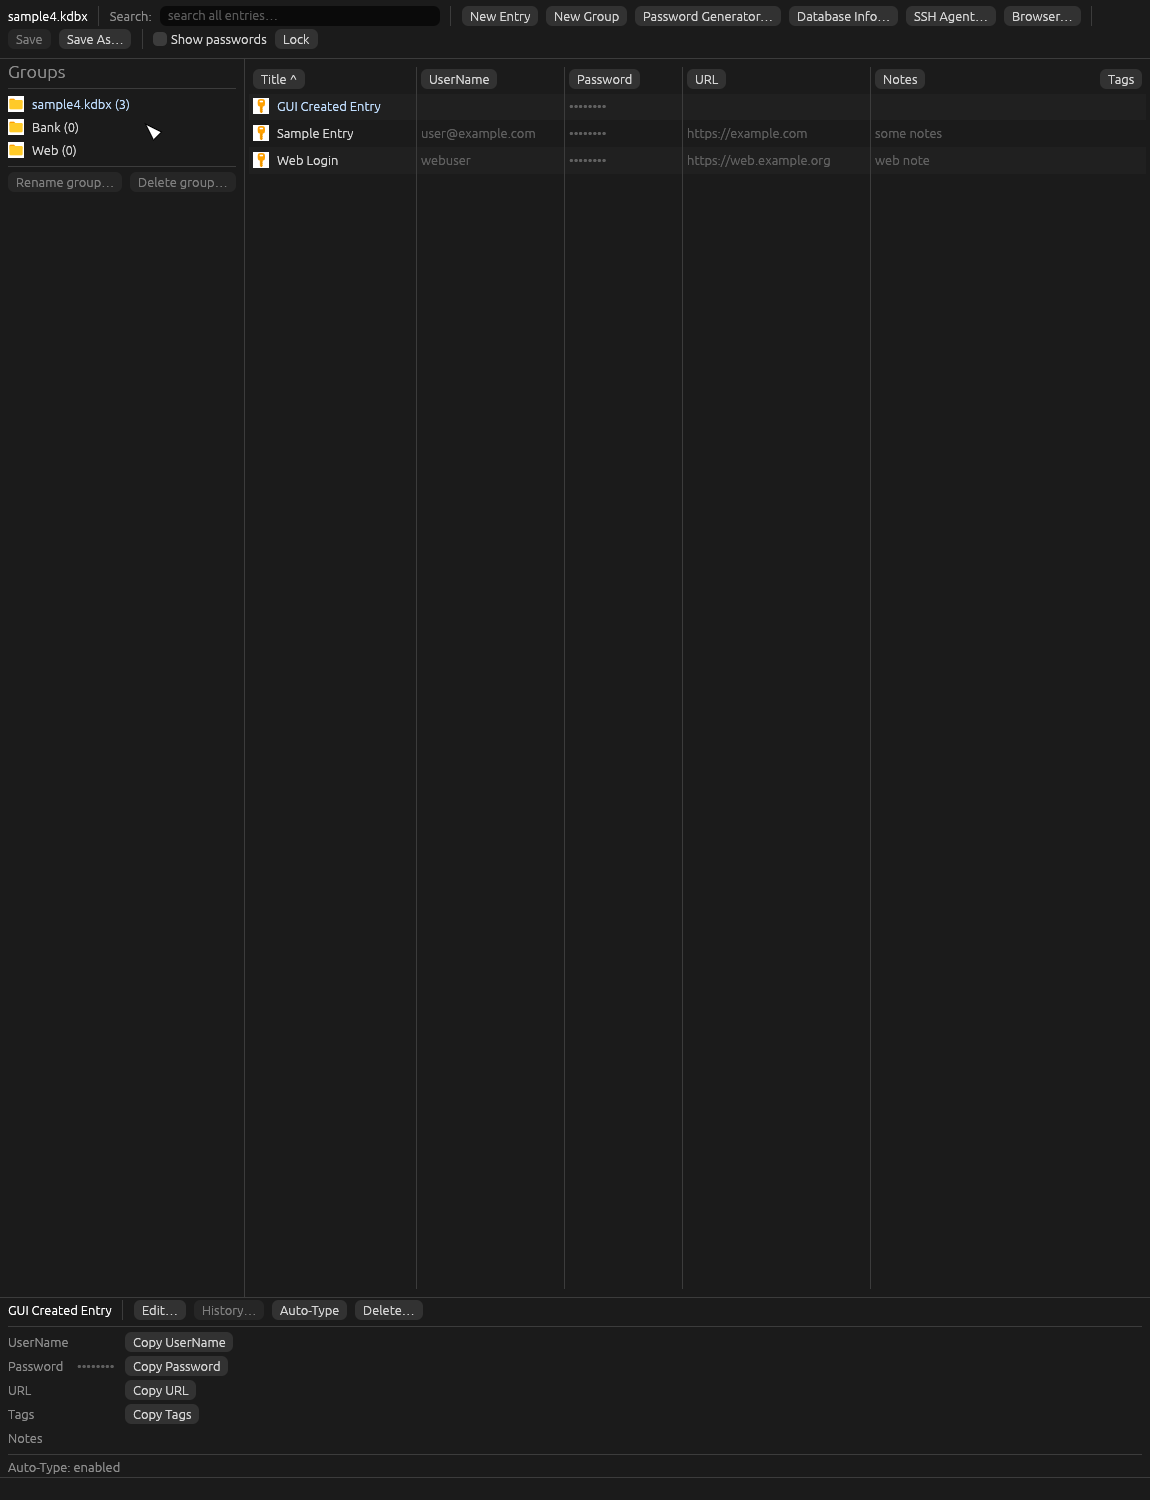 sample4.kdbx Search: search all entries... New Entry New Group Password Generator... Database Info... SSH Agent... Browser...
Save Save As... Show passwords Lock
Groups
sample4.kdbx (3)
Bank (0)
Web (0)
Rename group... Delete group...
Title ^ UserName Password URL Notes Tags
GUI Created Entry ••••••••
Sample Entry user@example.com •••••••• https://example.com some notes
Web Login webuser •••••••• https://web.example.org web note
GUI Created Entry Edit... History... Auto-Type Delete...
UserName Copy UserName
Password •••••••• Copy Password
URL Copy URL
Tags Copy Tags
Notes
Auto-Type: enabled